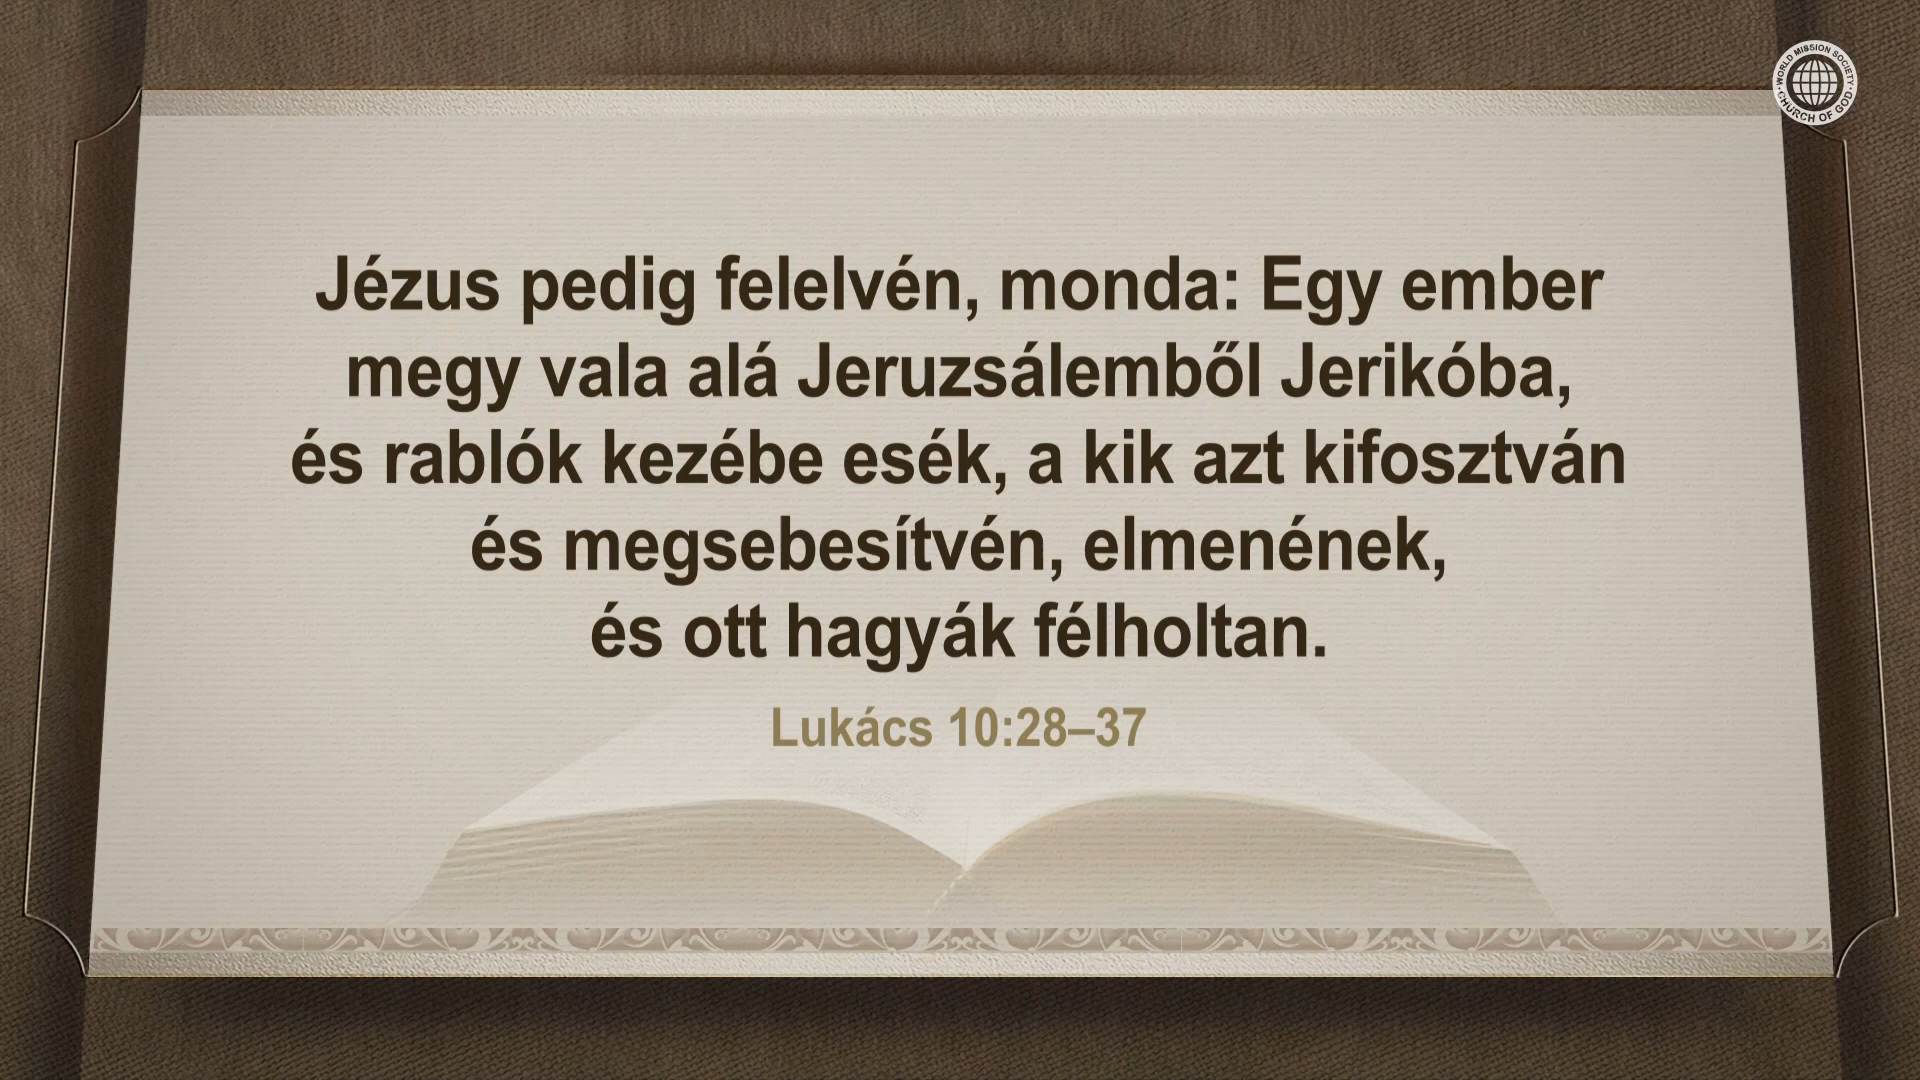 WORLD MISSION SOCIETY
CHURCH OF GOD
Jézus pedig felelvén, monda: Egy ember
megy vala alá Jeruzsálemből Jerikóba,
és rablók kezébe esék, a kik azt kifosztván
és megsebesítvén, elmenének,
és ott hagyák félholtan.
Lukács 10:28–37